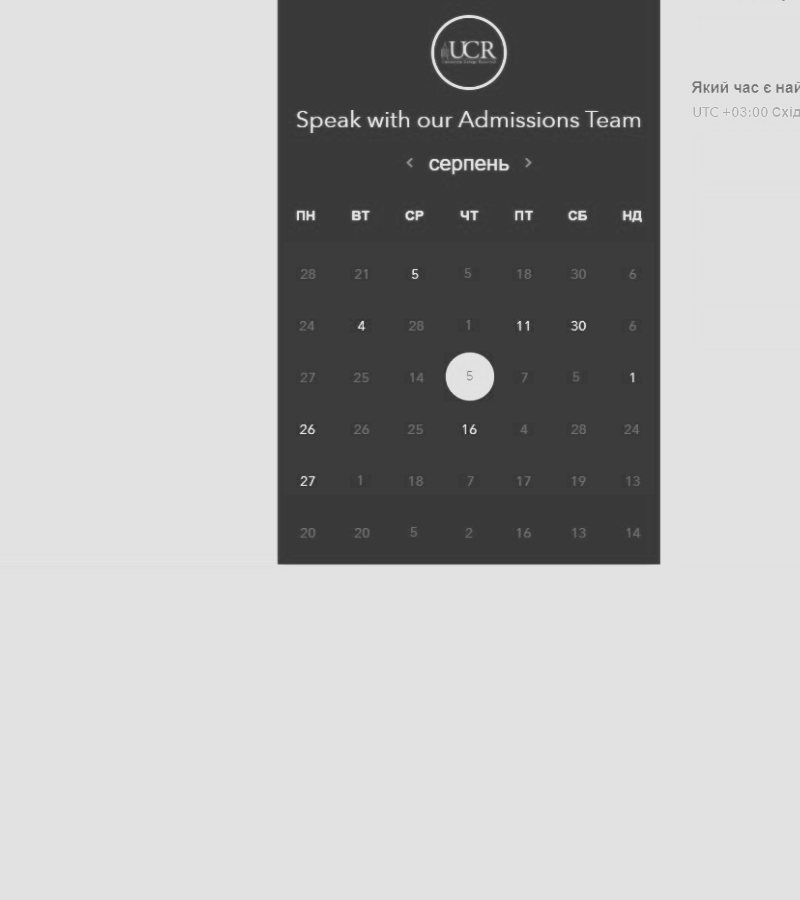 UCR
Speak with our Admissions Team
< серпень >
ПН ВТ СР ЧТ ПТ СБ НД
28 21 5 5 18 30 6
24 4 28 1 11 30 6
27 25 14 5 7 5 1
26 26 25 16 4 28 24
27 1 18 7 17 19 13
20 20 5 2 16 13 14
Який час є най
UTC +03:00 Схід